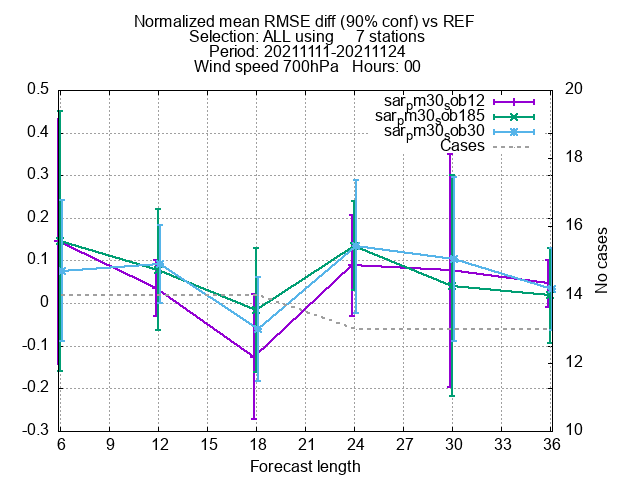 Normalized mean RMSE diff (90% conf) vs REF
Selection: ALL using 7 stations
Period: 20211111-20211124
Wind speed 700hPa Hours: 00
sar_pm30_sob12
sar_pm30_sob185
sar_pm30_sob30
Cases
0.5
0.4
0.3
0.2
0.1
0
-0.1
-0.2
-0.3
20
18
16
14
12
10
No cases
6 9 12 15 18 21 24 27 30 33 36
Forecast length